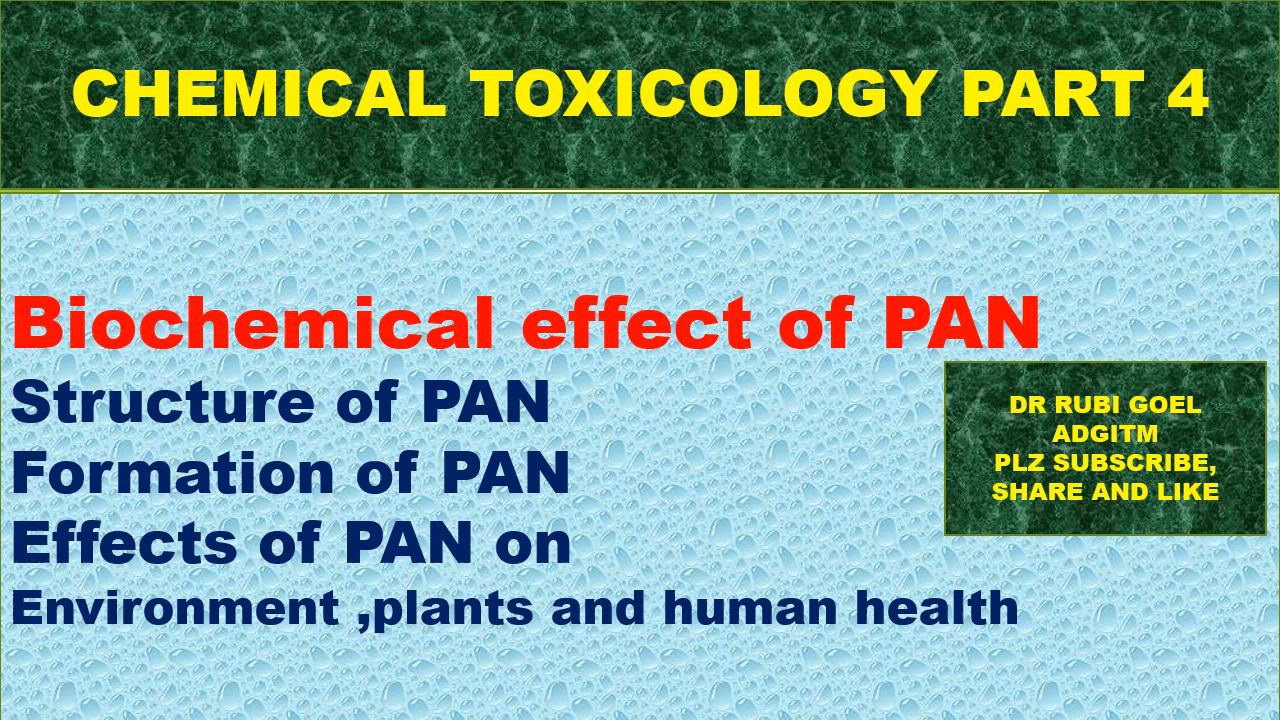 CHEMICAL TOXICOLOGY PART 4
Biochemical effect of PAN
Structure of PAN
Formation of PAN
Effects of PAN on
Environment ,plants and human health
DR RUBI GOEL
ADGITM
PLZ SUBSCRIBE,
SHARE AND LIKE